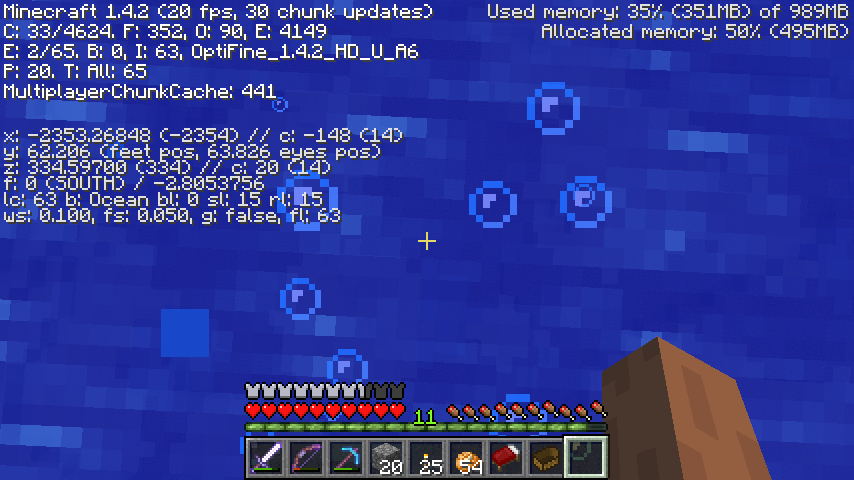 Minecraft 1.4.2 (20 fps, 30 chunk updates)
C: 33/4624. F: 352, O: 90, E: 4149
E: 2/65. B: 0, I: 63, OptiFine_1.4.2_HD_U_A6
P: 20. T: All: 65
MultiplayerChunkCache: 441
Used memory: 35% (351MB) of 989MB
Allocated memory: 50% (495MB)
x: -2353.26848 (-2354) // c: -148 (14)
y: 62.206 (feet pos, 63.826 eyes pos)
z: 334.59700 (334) // c: 20 (14)
f: 0 (SOUTH) / -2.8053756
lc: 63 b: Ocean bl: 0 sl: 15 rl: 15
ws: 0.100, fs: 0.050, g: false, fl: 63
11
20 25 54